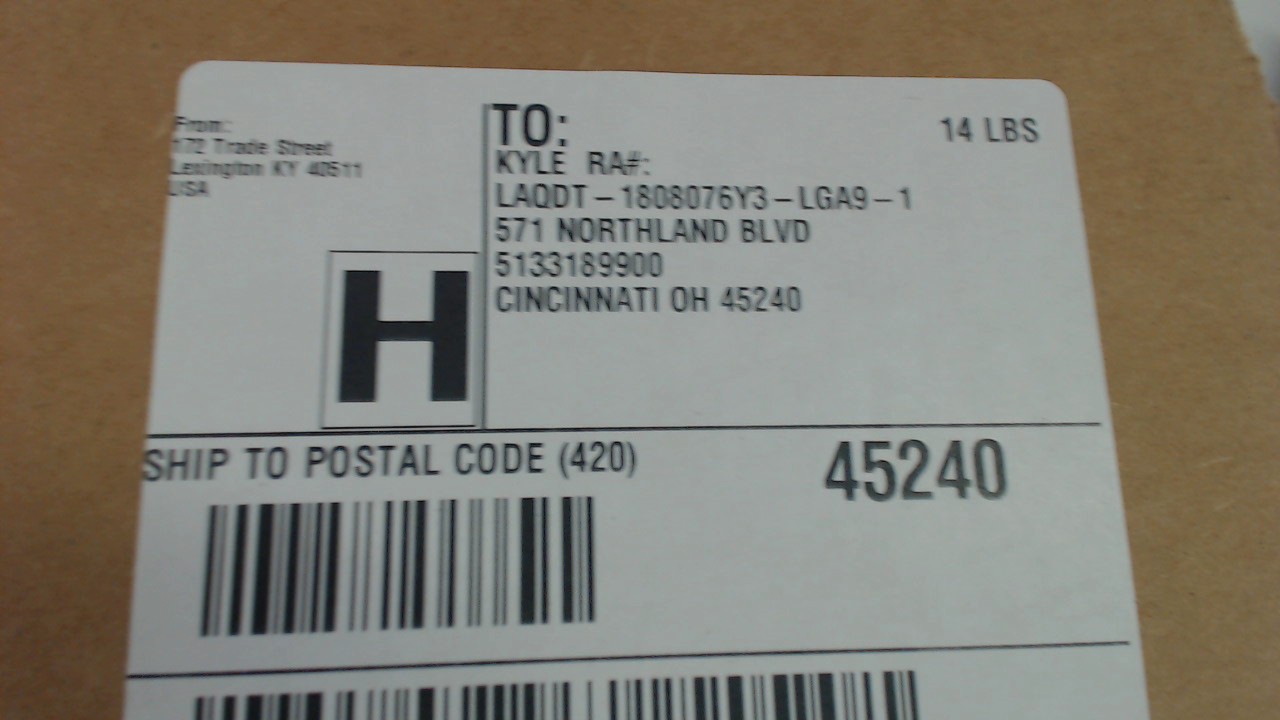 From:
172 Trade Street
Lexington KY 40511
USA
TO:
KYLE RA#:
LAQDT-1808076Y3-LGA9-1
571 NORTHLAND BLVD
5133189900
CINCINNATI OH 45240
14 LBS
H
SHIP TO POSTAL CODE (420)
45240